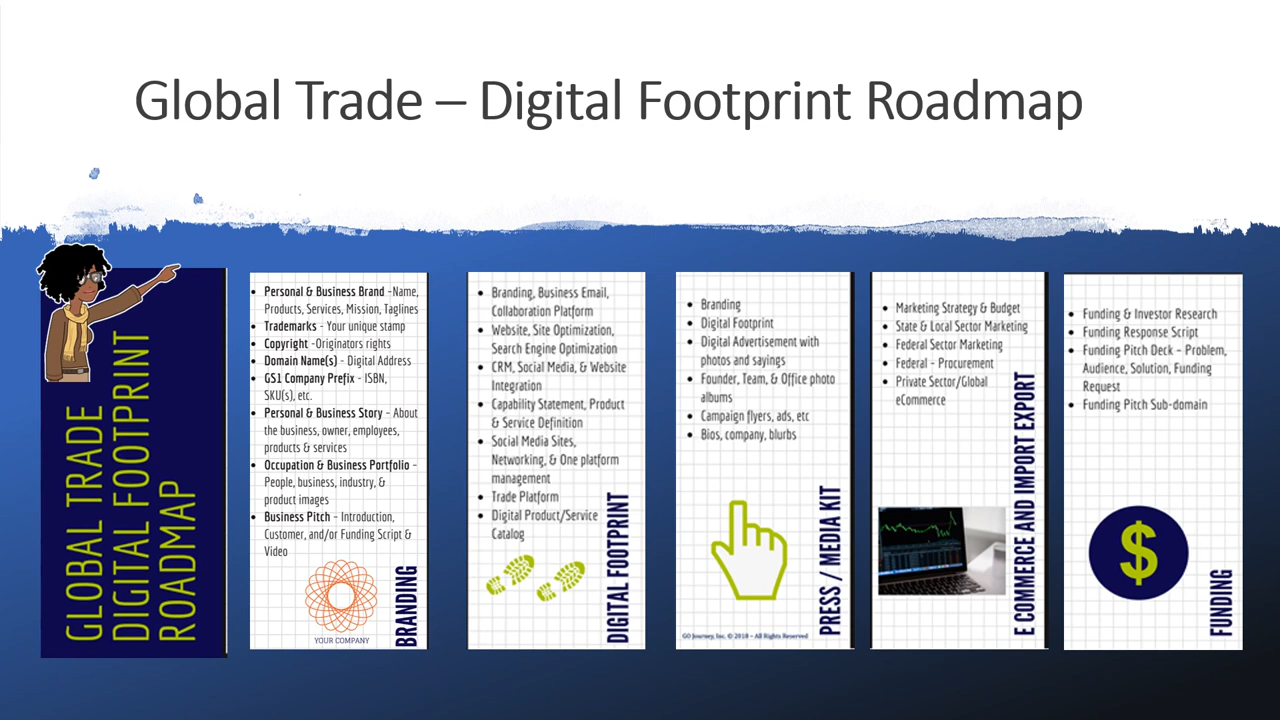 Global Trade – Digital Footprint Roadmap
GLOBAL TRADE
DIGITAL FOOTPRINT
ROADMAP
• Personal & Business Brand –Name,
Products, Services, Mission, Taglines
• Trademarks - Your unique stamp
• Copyright -Originators rights
• Domain Name(s) - Digital Address
• GS1 Company Prefix - ISBN,
SKU(s), etc.
• Personal & Business Story – About
the business, owner, employees,
products & services
• Occupation & Business Portfolio –
People, business, industry, &
product images
• Business Pitch – Introduction,
Customer, and/or Funding Script &
Video
YOUR COMPANY
BRANDING
• Branding, Business Email,
Collaboration Platform
• Website, Site Optimization,
Search Engine Optimization
• CRM, Social Media, & Website
Integration
• Capability Statement, Product
& Service Definition
• Social Media Sites,
Networking, & One platform
management
• Trade Platform
• Digital Product/Service
Catalog
DIGITAL FOOTPRINT
• Branding
• Digital Footprint
• Digital Advertisement with
photos and sayings
• Founder, Team, & Office photo
albums
• Campaign flyers, ads, etc
• Bios, company, blurbs
GO Journey, Inc. © 2018 – All Rights Reserved
PRESS / MEDIA KIT
• Marketing Strategy & Budget
• State & Local Sector Marketing
• Federal Sector Marketing
• Federal – Procurement
• Private Sector/Global
eCommerce
E COMMERCE AND IMPORT EXPORT
• Funding & Investor Research
• Funding Response Script
• Funding Pitch Deck – Problem,
Audience, Solution, Funding
Request
• Funding Pitch Sub-domain
$
FUNDING